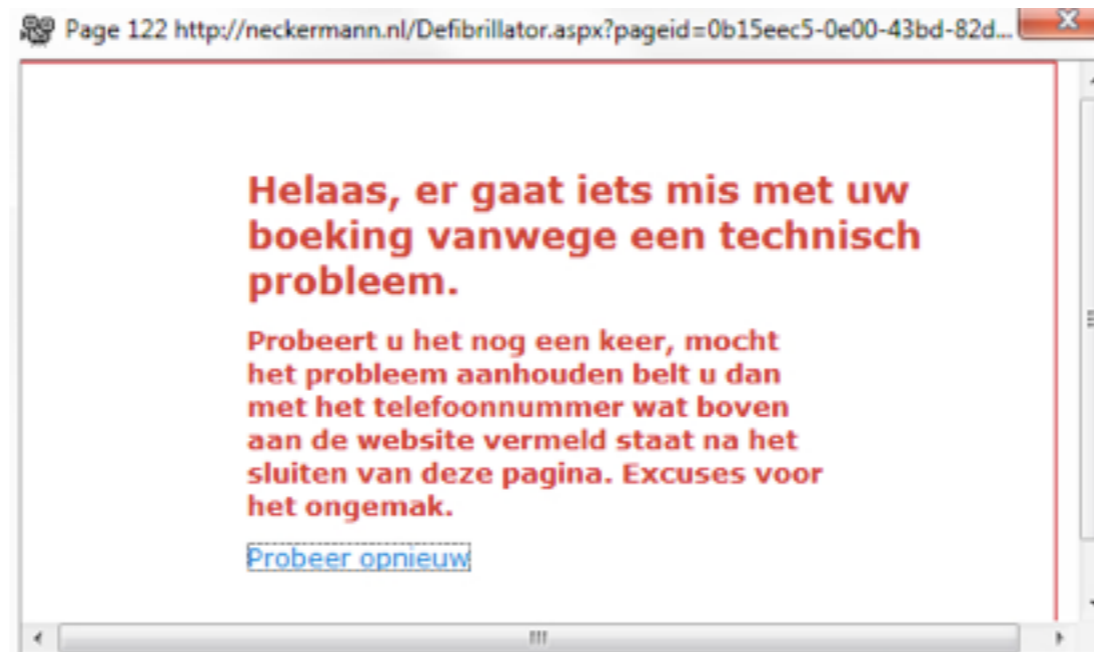 Page 122 http://neckermann.nl/Defibrillator.aspx?pageid=0b15eec5-0e00-43bd-82d...
Helaas, er gaat iets mis met uw
boeking vanwege een technisch
probleem.
Probeert u het nog een keer, mocht
het probleem aanhouden belt u dan
met het telefoonnummer wat boven
aan de website vermeld staat na het
sluiten van deze pagina. Excuses voor
het ongemak.
Probeer opnieuw